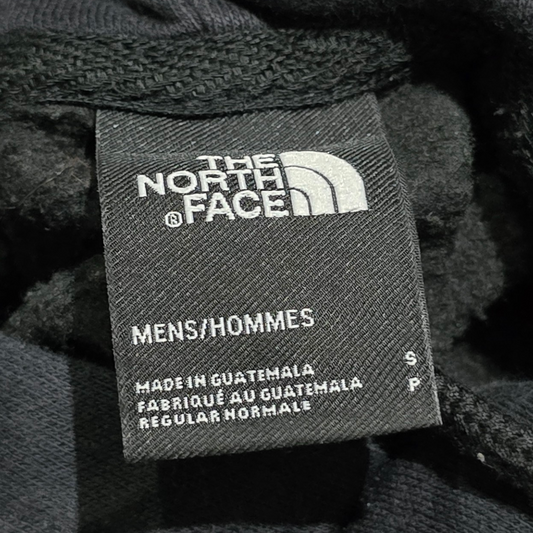 THE
NORTH
® FACE
MENS/HOMMES
MADE IN GUATEMALA
FABRIQUÉ AU GUATEMALA
REGULAR NORMALE
S
P